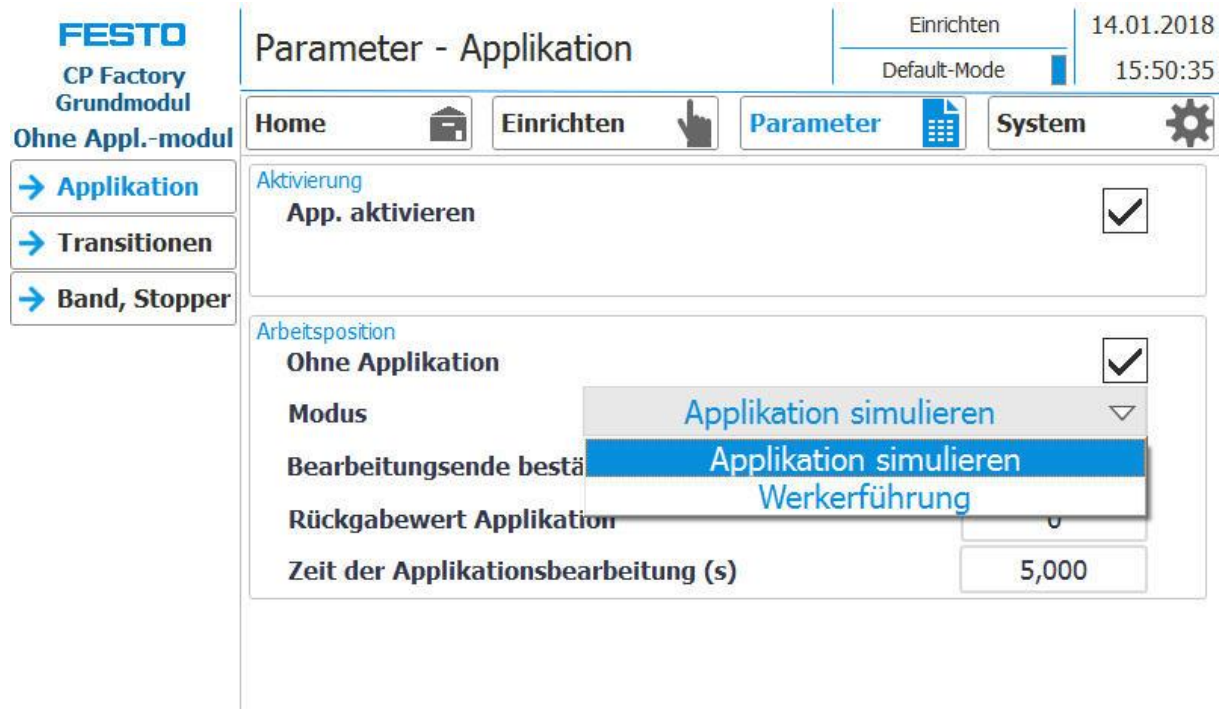 FESTO
CP Factory
Grundmodul
Ohne Appl.-modul
Parameter - Applikation
Einrichten
Default-Mode
14.01.2018
15:50:35
Home
Einrichten
Parameter
System
Applikation
Transitionen
Band, Stopper
Aktivierung
App. aktivieren
Arbeitsposition
Ohne Applikation
Modus
Applikation simulieren
Applikation simulieren
Werkerführung
Bearbeitungsende bestä
Rückgabewert Applikation
Zeit der Applikationsbearbeitung (s)
5,000